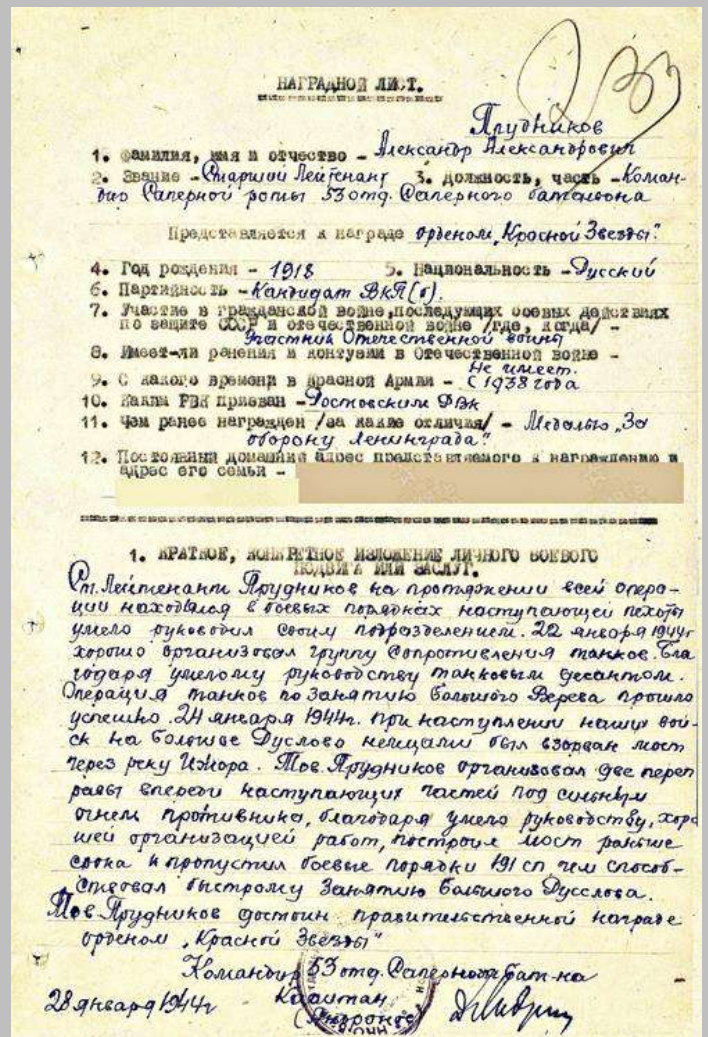 233
НАГРАДНОЙ ЛИСТ.
Прудников
1. Фамилия, имя и отчество - Александр Александрович
2. Звание - Старший Лейтенант 3. Должность, часть - Коман-
дир Саперной роты 53 отд. Саперного батальона
Представляется к награде орденом „Красной Звезды".
4. Год рождения - 1918 5. Национальность - Русский
6. Партийность - Кандидат ВКП(б).
7. Участие в гражданской войне, последующих боевых действиях
по защите СССР и отечественной войне /где, когда/ -
Участник Отечественной войны
8. Имеет-ли ранения и контузии в Отечественной войне -
Не имеет.
9. С какого времени в Красной Армии - С 1938 года
10. Каким РВК призван - Ростовским РВК
11. Чем ранее награжден /за какие отличия/ - Медалью „За
оборону Ленинграда".
12. Постоянный домашний адрес представляемого к награждению и
адрес его семьи -
1. КРАТКОЕ, КОНКРЕТНОЕ ИЗЛОЖЕНИЕ ЛИЧНОГО БОЕВОГО
ПОДВИГА ИЛИ ЗАСЛУГ.
Ст. Лейтенант Прудников на протяжении всей опера-
ции находился в боевых порядках наступающей пехоты
умело руководил своим подразделением. 22 января 1944г
хорошо организовал группу сопротивления танков. Бла
годаря умелому руководству танковым десантом.
Операция танков по занятию большого Верева прошло
успешно. 24 января 1944г. при наступлении наших вой-
ск на большое Дуслово немцами был взорван мост
через реку Ижора. Тов. Прудников организовал две переп
равы впереди наступающих частей под сильным
огнем противника, благодаря умело руководству, хоро
шей организацией работ, построил мост раньше
срока и пропустил боевые порядки 191 сп чем способ-
ствовал быстрому занятию большого Дусслова.
Тов Прудников достоин правительственной награде
орденом „Красной Звезды"
Командир 53 отд. Саперного бат-на
28 января 1944г Капитан